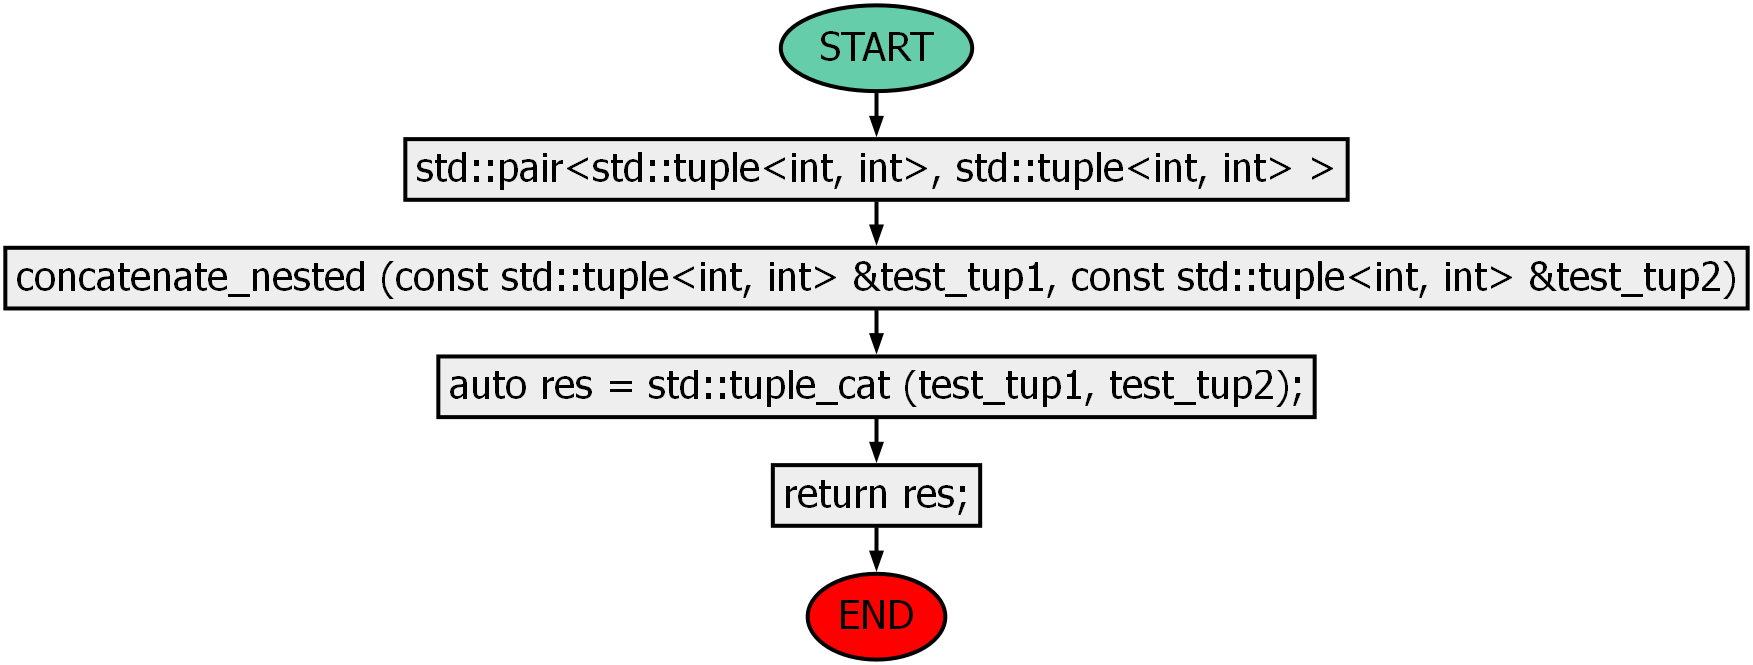 START
std::pair<std::tuple<int, int>, std::tuple<int, int> >
concatenate_nested (const std::tuple<int, int> &test_tup1, const std::tuple<int, int> &test_tup2)
auto res = std::tuple_cat (test_tup1, test_tup2);
return res;
END